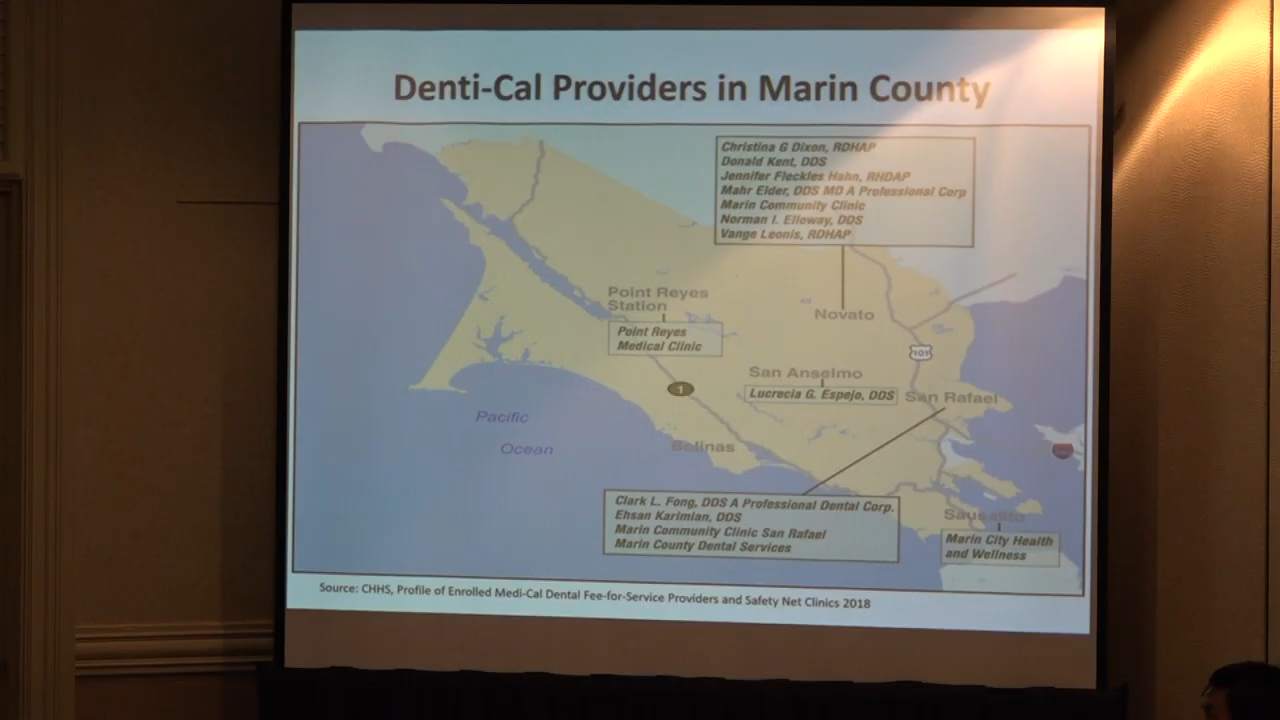 Denti-Cal Providers in Marin County
Christina G Dixon, RDHAP
Donald Kent, DDS
Jennifer Fleckles Hahn, RHDAP
Mahr Elder, DDS MD A Professional Corp
Marin Community Clinic
Norman I. Elloway, DDS
Vange Leonis, RDHAP
Point Reyes
Station
Point Reyes
Medical Clinic
Novato
101
San Anselmo
Lucrecia G. Espejo, DDS
San Rafael
1
Pacific
Ocean
Bolinas
Clark L. Fong, DDS A Professional Dental Corp.
Ehsan Karimian, DDS
Marin Community Clinic San Rafael
Marin County Dental Services
Sausalito
Marin City Health
and Wellness
Source: CHHS, Profile of Enrolled Medi-Cal Dental Fee-for-Service Providers and Safety Net Clinics 2018